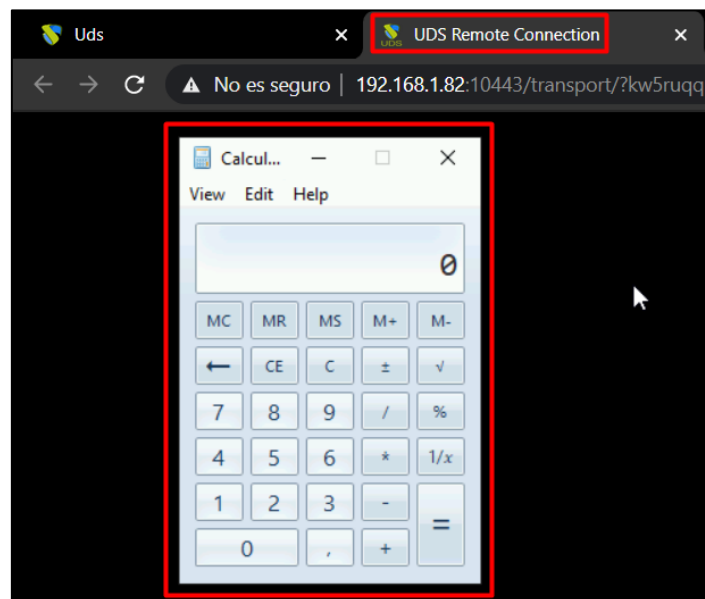 Uds
UDS UDS Remote Connection
No es seguro | 192.168.1.82:10443/transport/?kw5ruqq
Calcul...
View Edit Help
0
MC MR MS M+ M-
← CE C ± √
7 8 9 / %
4 5 6 * 1/x
1 2 3 - =
0 , +